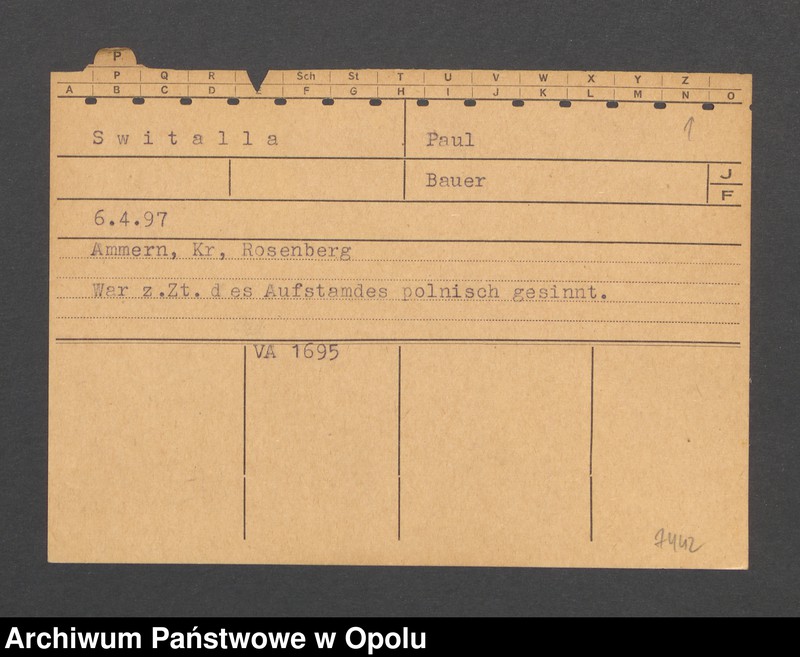 P
P Q R Sch St T U V W X Y Z
A B C D E F G H I J K L M N O
Switalla Paul 1
Bauer J
F
6.4.97
Ammern, Kr, Rosenberg
War z.Zt. d es Aufstamdes polnisch gesinnt.
VA 1695
7442
Archiwum Państwowe w Opolu